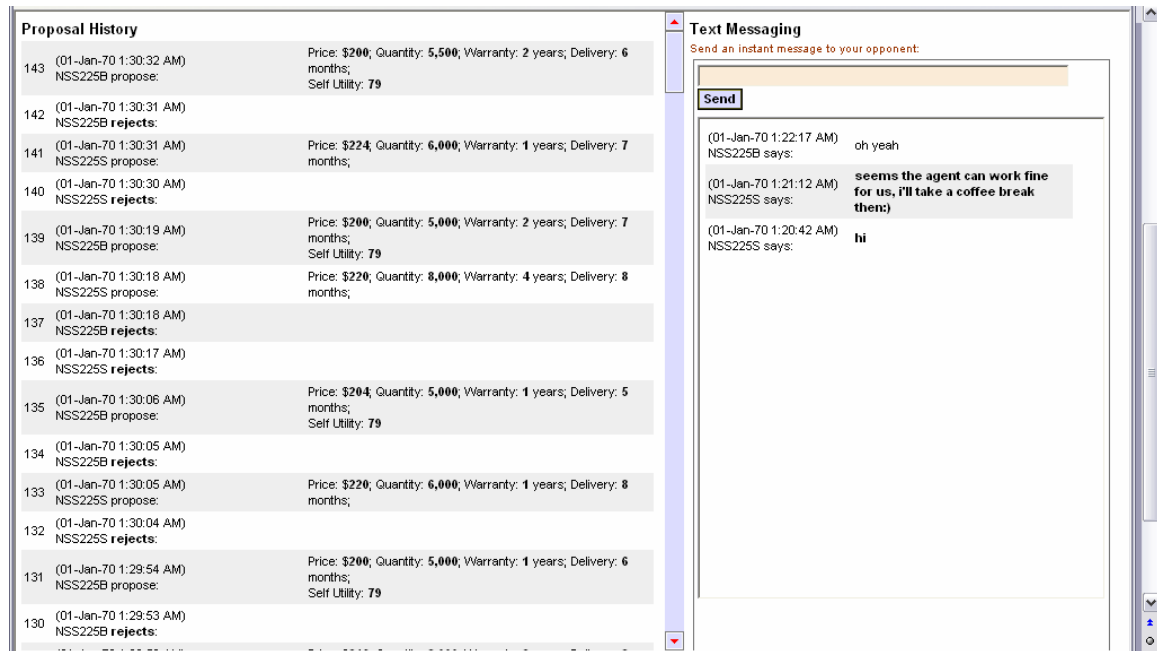 Proposal History
143 (01-Jan-70 1:30:32 AM)
NSS225B propose:
Price: $200; Quantity: 5,500; Warranty: 2 years; Delivery: 6
months;
Self Utility: 79
142 (01-Jan-70 1:30:31 AM)
NSS225B rejects:
141 (01-Jan-70 1:30:31 AM)
NSS225S propose:
Price: $224; Quantity: 6,000; Warranty: 1 years; Delivery: 7
months;
140 (01-Jan-70 1:30:30 AM)
NSS225S rejects:
139 (01-Jan-70 1:30:19 AM)
NSS225B propose:
Price: $200; Quantity: 5,000; Warranty: 2 years; Delivery: 7
months;
Self Utility: 79
138 (01-Jan-70 1:30:18 AM)
NSS225S propose:
Price: $220; Quantity: 8,000; Warranty: 4 years; Delivery: 8
months;
137 (01-Jan-70 1:30:18 AM)
NSS225B rejects:
136 (01-Jan-70 1:30:17 AM)
NSS225S rejects:
135 (01-Jan-70 1:30:06 AM)
NSS225B propose:
Price: $204; Quantity: 5,000; Warranty: 1 years; Delivery: 5
months;
Self Utility: 79
134 (01-Jan-70 1:30:05 AM)
NSS225B rejects:
133 (01-Jan-70 1:30:05 AM)
NSS225S propose:
Price: $220; Quantity: 6,000; Warranty: 1 years; Delivery: 8
months;
132 (01-Jan-70 1:30:04 AM)
NSS225S rejects:
131 (01-Jan-70 1:29:54 AM)
NSS225B propose:
Price: $200; Quantity: 5,000; Warranty: 1 years; Delivery: 6
months;
Self Utility: 79
130 (01-Jan-70 1:29:53 AM)
NSS225B rejects:
Text Messaging
Send an instant message to your opponent:
Send
(01-Jan-70 1:22:17 AM)
NSS225B says:
oh yeah
(01-Jan-70 1:21:12 AM)
NSS225S says:
seems the agent can work fine
for us, i'll take a coffee break
then:)
(01-Jan-70 1:20:42 AM)
NSS225S says:
hi